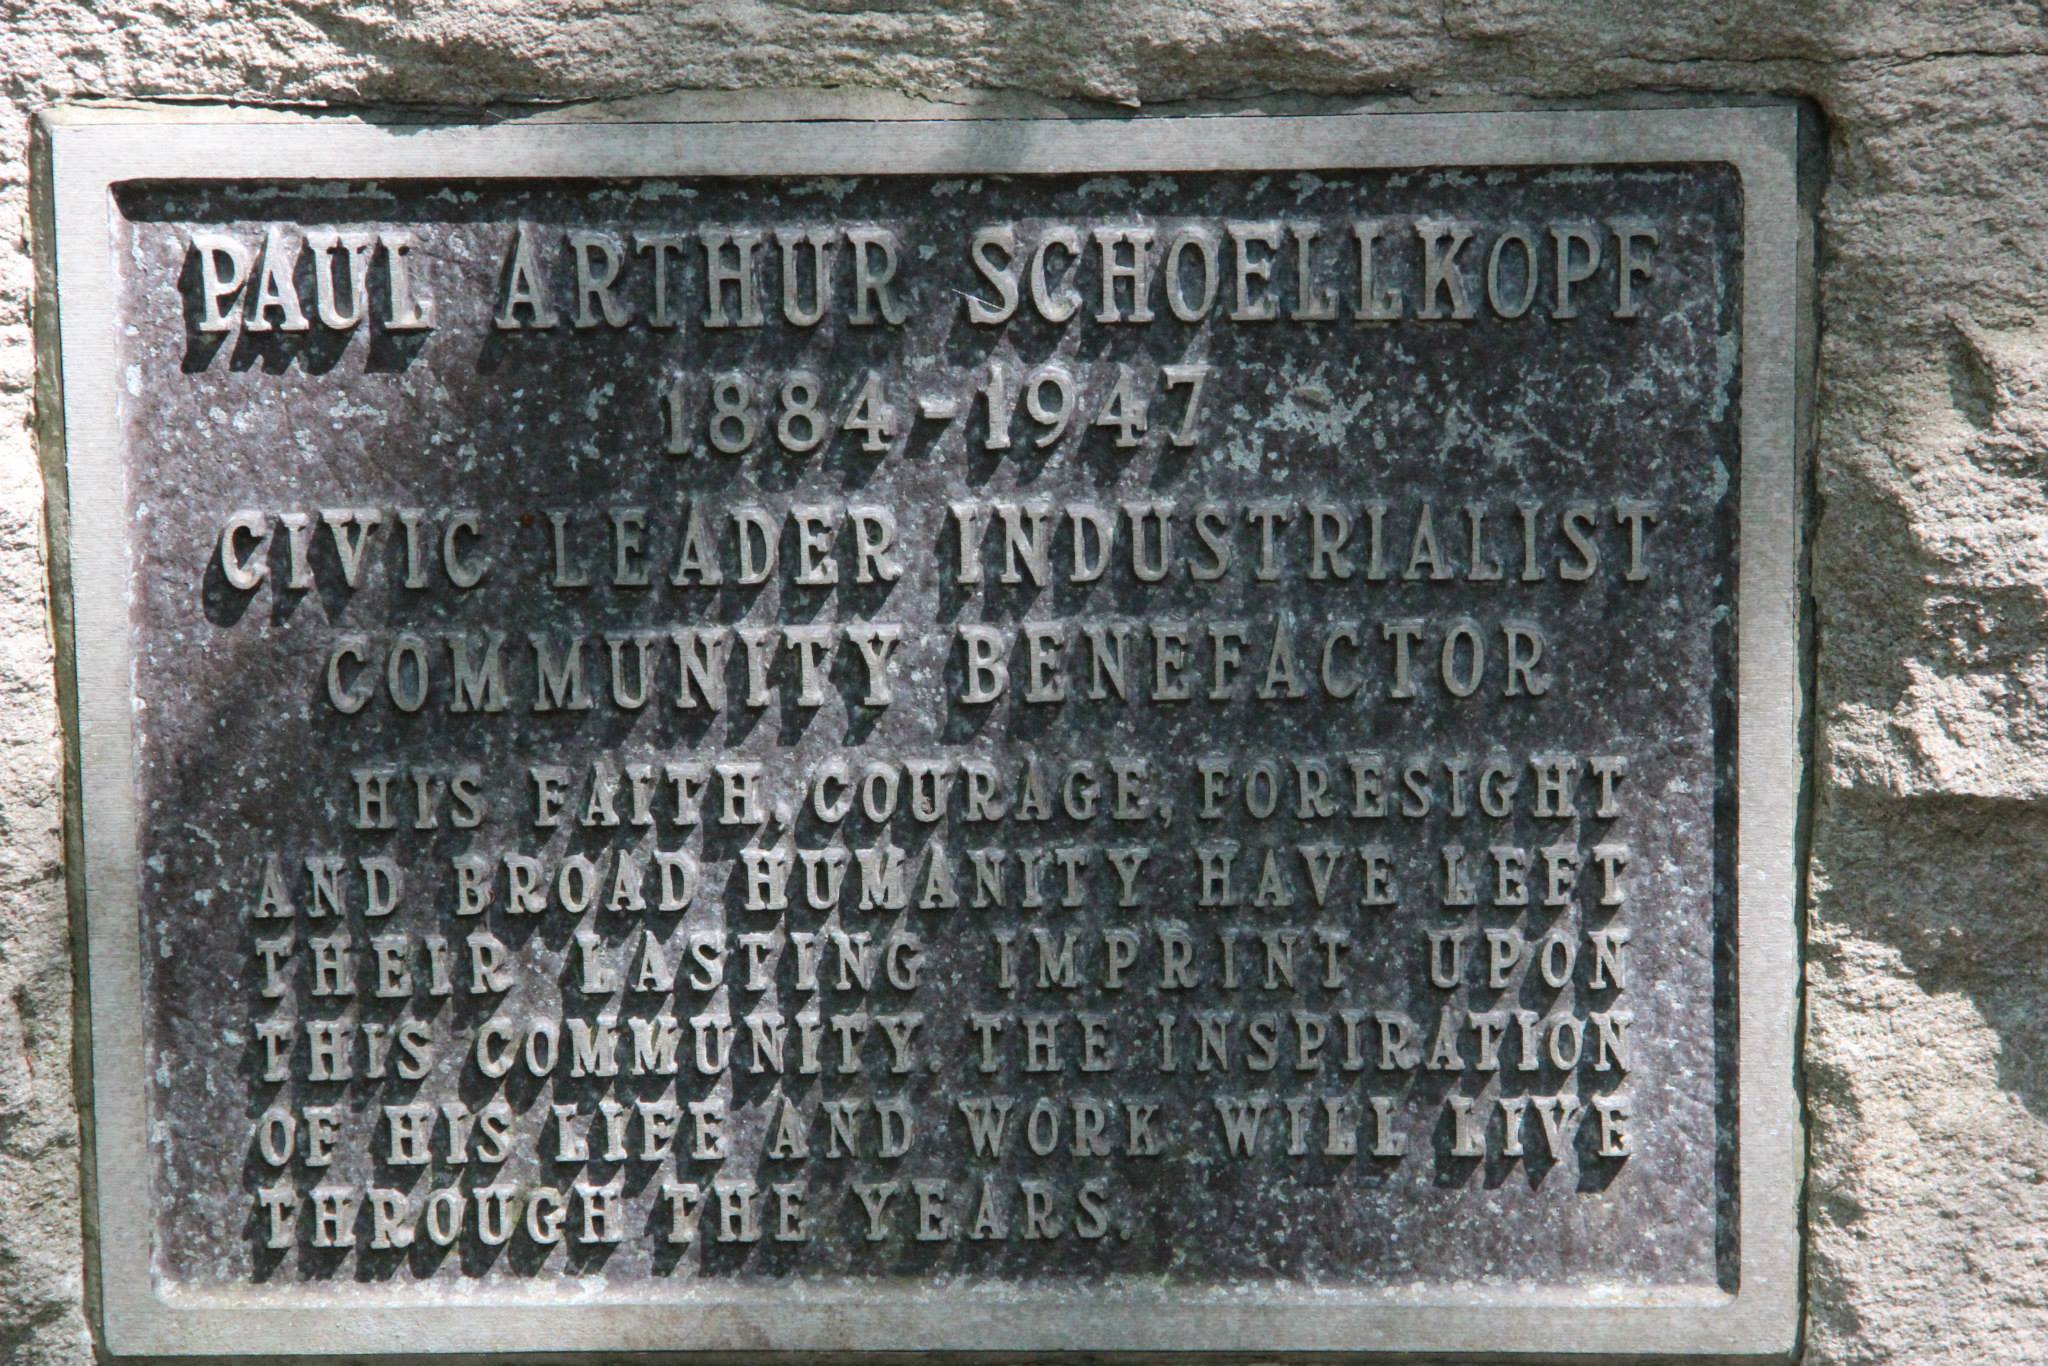 PAUL ARTHUR SCHOELLKOPF
1884-1947
CIVIC LEADER INDUSTRIALIST
COMMUNITY BENEFACTOR
HIS FAITH, COURAGE, FORESIGHT
AND BROAD HUMANITY HAVE LEFT
THEIR LASTING IMPRINT UPON
THIS COMMUNITY. THE INSPIRATION
OF HIS LIFE AND WORK WILL LIVE
THROUGH THE YEARS.